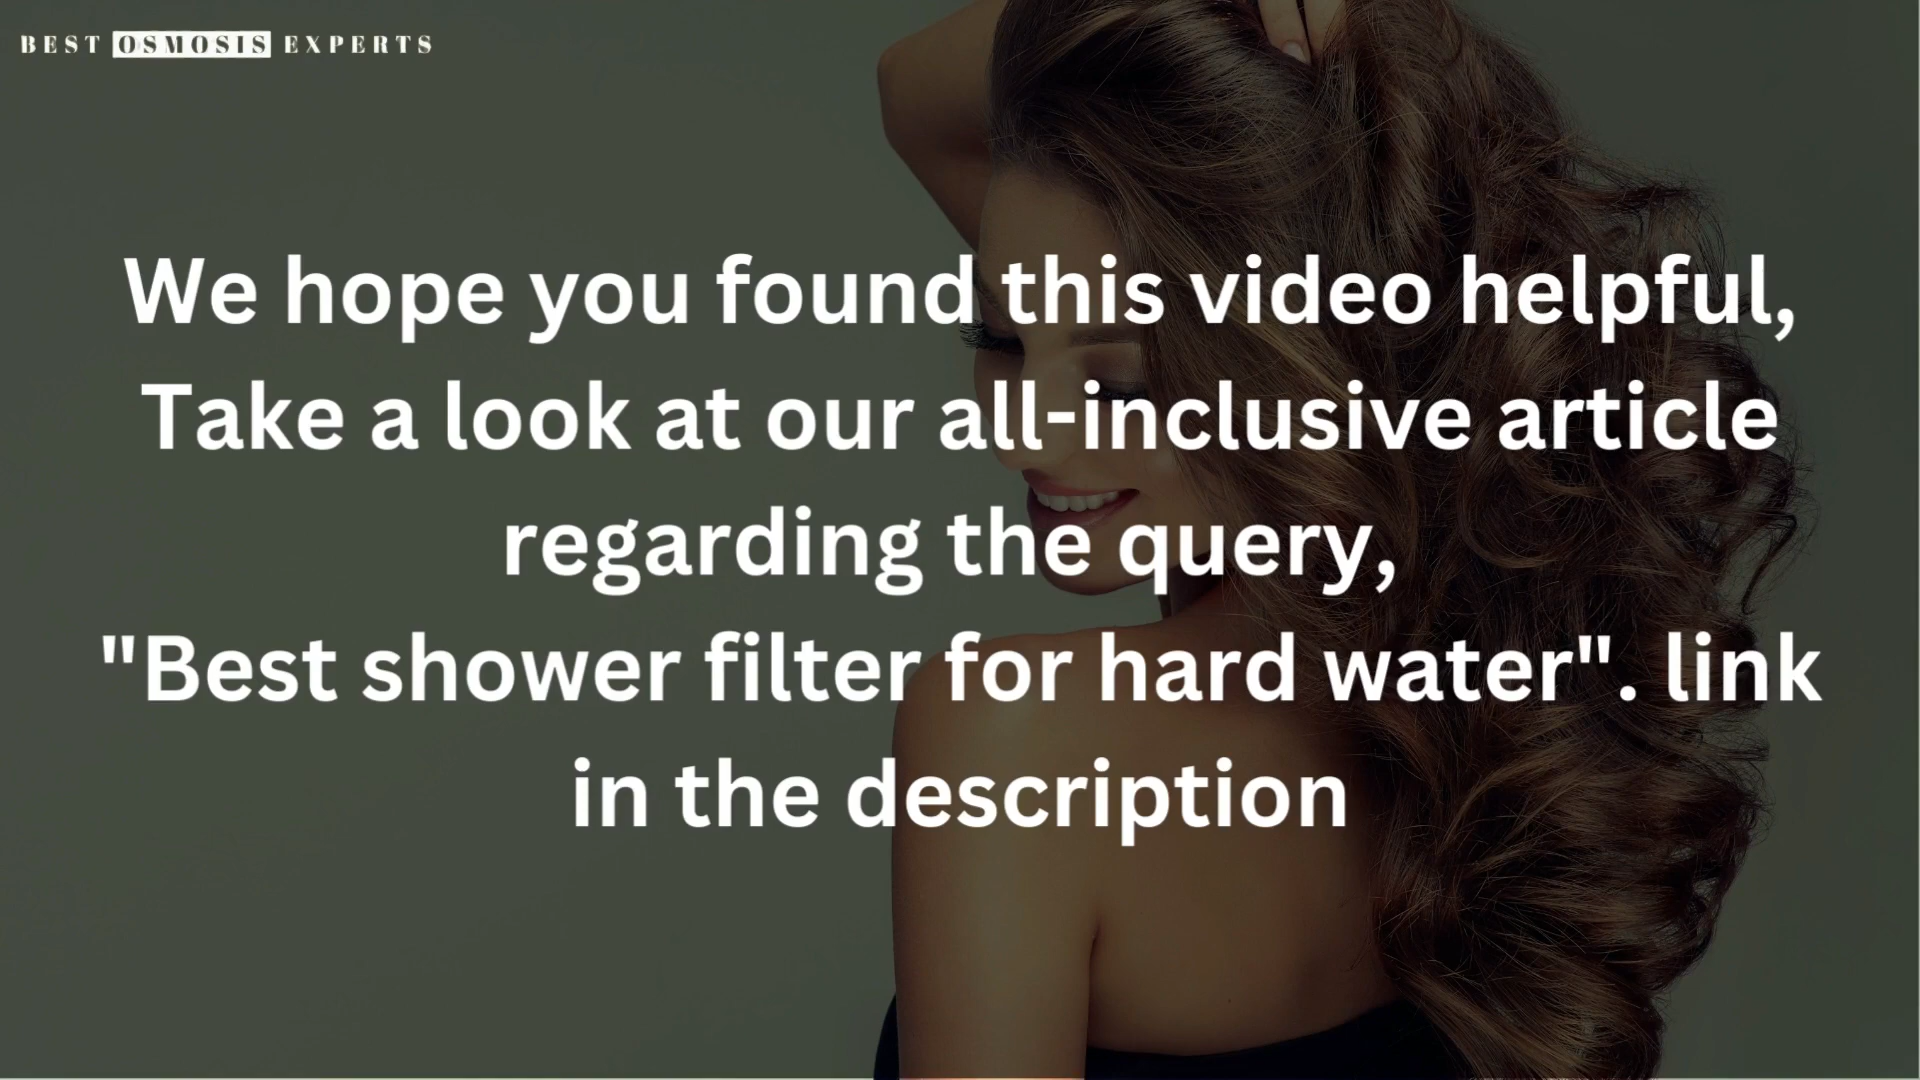 BEST OSMOSIS EXPERTS
We hope you found this video helpful,
Take a look at our all-inclusive article
regarding the query,
"Best shower filter for hard water". link
in the description